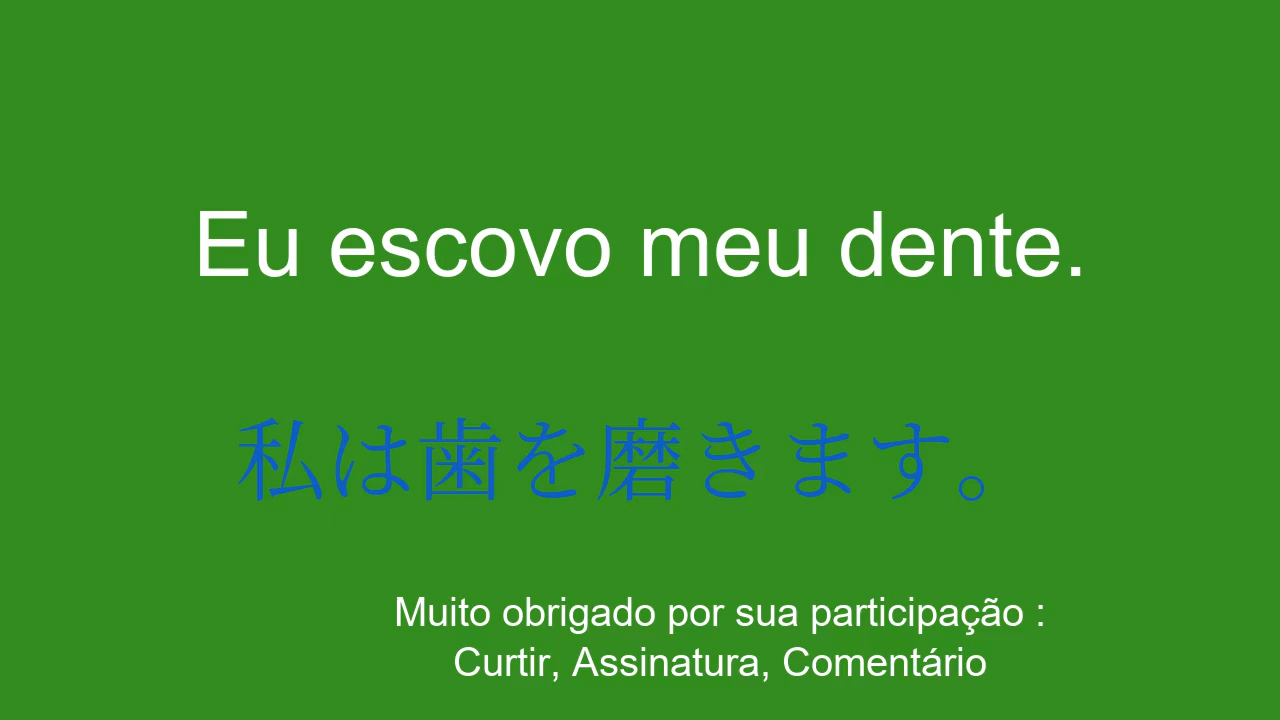 Eu escovo meu dente.
私は歯を磨きます。
Muito obrigado por sua participação :
Curtir, Assinatura, Comentário